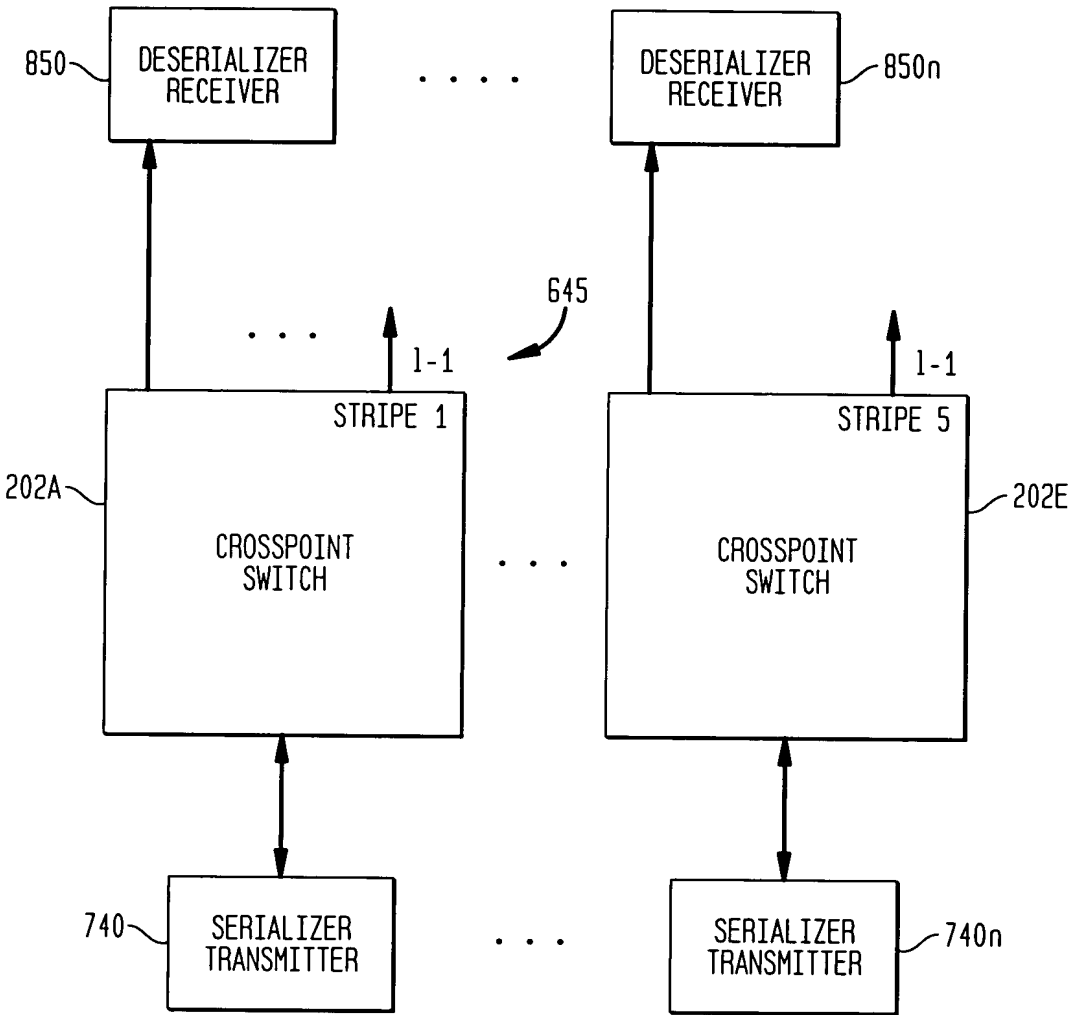 850
DESERIALIZER
RECEIVER
DESERIALIZER
RECEIVER
850n
645
l-1
l-1
STRIPE 1
STRIPE 5
202A
CROSSPOINT
SWITCH
CROSSPOINT
SWITCH
202E
740
SERIALIZER
TRANSMITTER
SERIALIZER
TRANSMITTER
740n